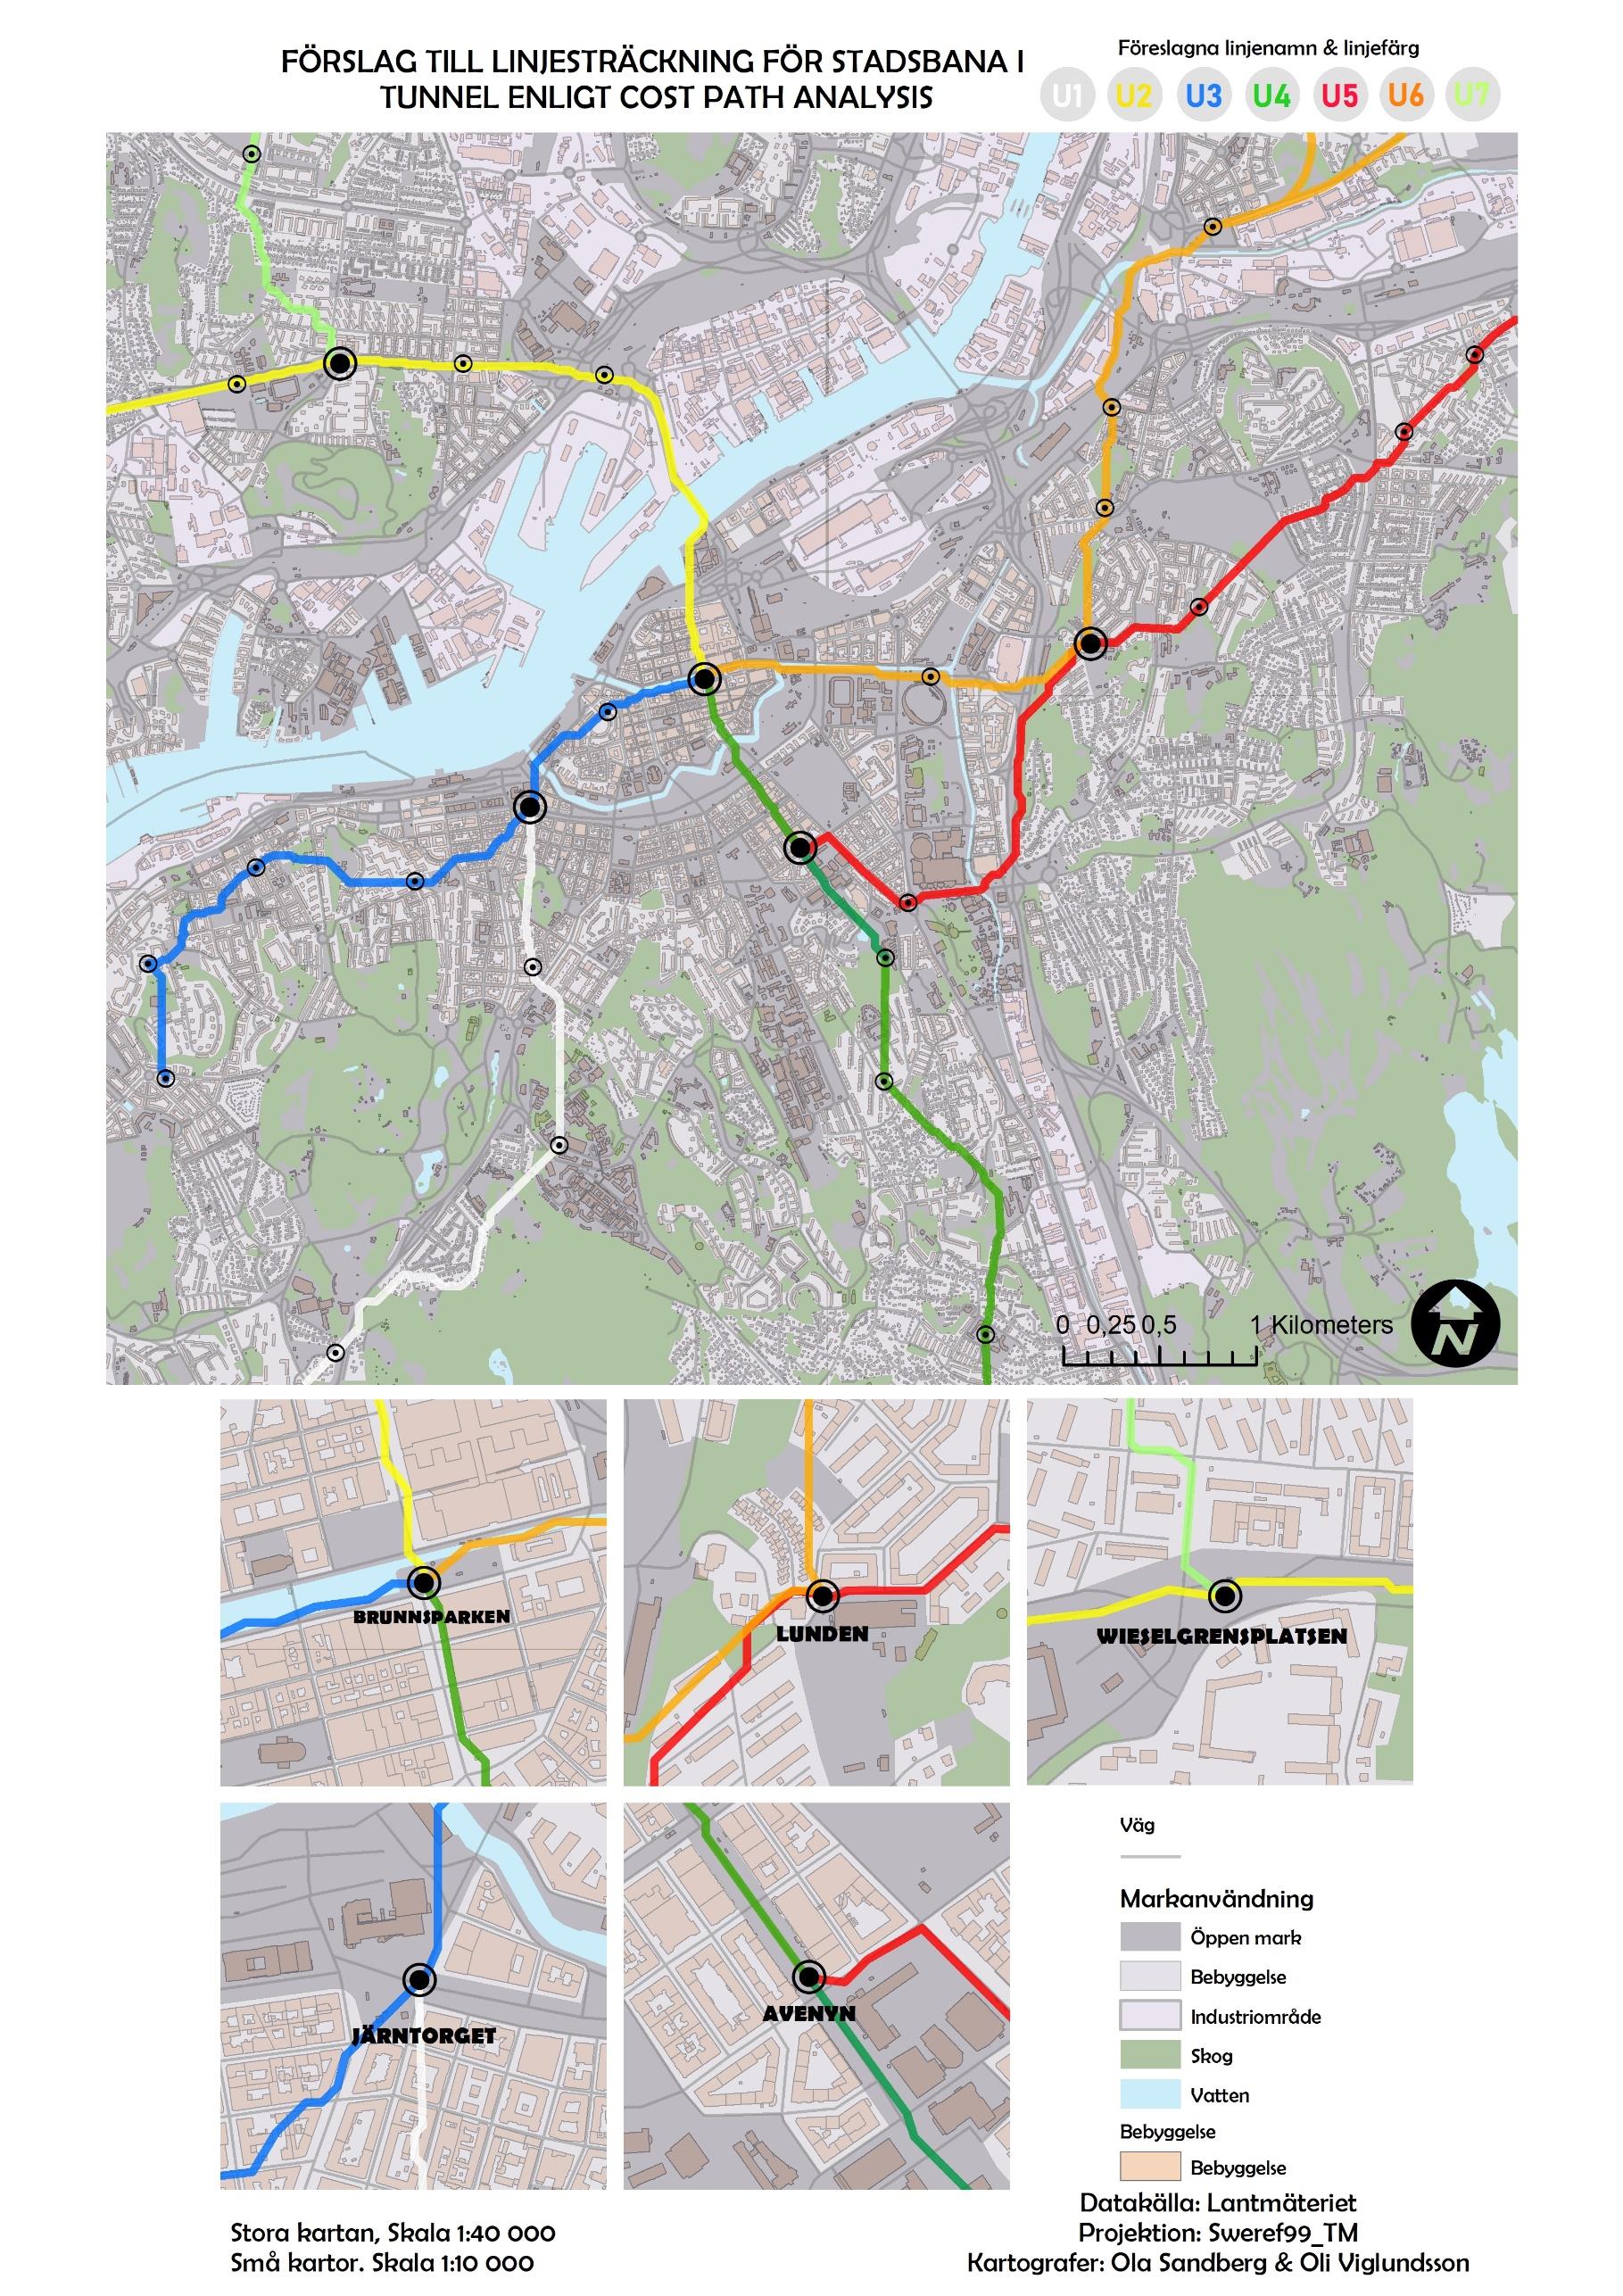 FÖRSLAG TILL LINJESTRÄCKNING FÖR STADSBANA I
TUNNEL ENLIGT COST PATH ANALYSIS
Föreslagna linjenamn & linjefärg
U1 U2 U3 U4 U5 U6 U7
0 0,25 0,5 1 Kilometers
N
BRUNNSPARKEN
LUNDEN
WIESELGRENSPLATSEN
JÄRNTORGET
AVENYN
Väg
Markanvändning
Öppen mark
Bebyggelse
Industriområde
Skog
Vatten
Bebyggelse
Bebyggelse
Stora kartan, Skala 1:40 000
Små kartor. Skala 1:10 000
Datakälla: Lantmäteriet
Projektion: Sweref99_TM
Kartografer: Ola Sandberg & Oli Viglundsson